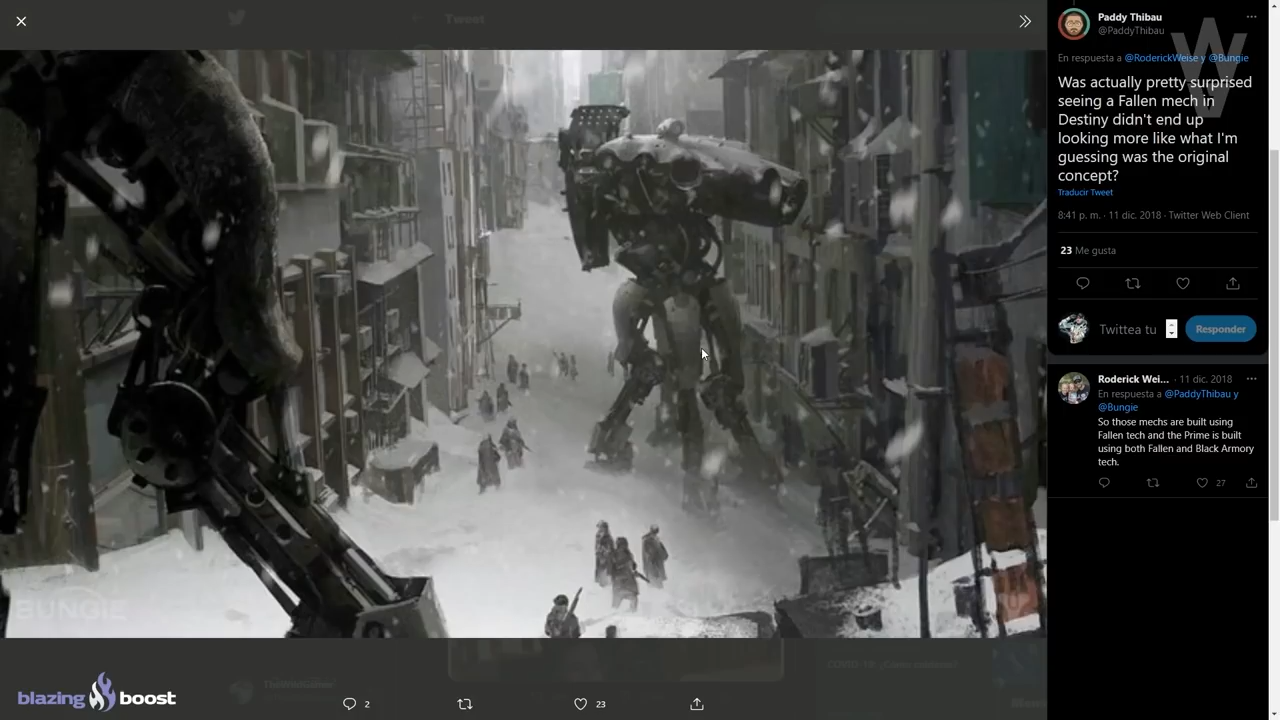 Tweet
Paddy Thibau
@PaddyThibau
W
En respuesta a @RoderickWeise y @Bungie
Was actually pretty surprised
seeing a Fallen mech in
Destiny didn't end up
looking more like what I'm
guessing was the original
concept?
Traducir Tweet
8:41 p. m. · 11 dic. 2018 · Twitter Web Client
23 Me gusta
Twittea tu
Responder
Roderick Wei... · 11 dic. 2018
En respuesta a @PaddyThibau y
@Bungie
So those mechs are built using
Fallen tech and the Prime is built
using both Fallen and Black Armory
tech.
27
BUNGIE
blazing boost
2
23